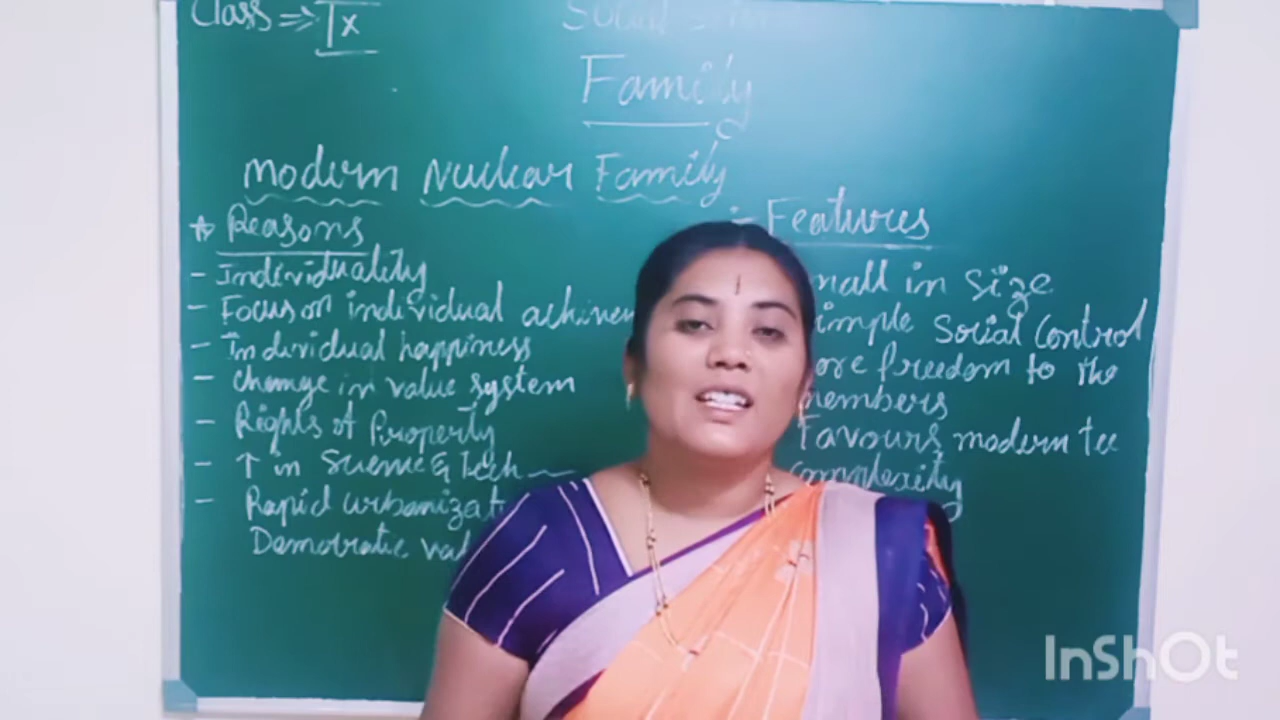 Class => IX
Social
Family
Modern Nuclear Family
* Reasons
- Individuality
- Focus on individual achiev
- Individual happiness
- Change in value system
- Rights of Property
- ↑ in Science & Tech
- Rapid urbanizat
Democratic val
:- Features
mall in Size
imple Social Control
ore freedom to the
members
Favours modern tec
complexity
InShOt